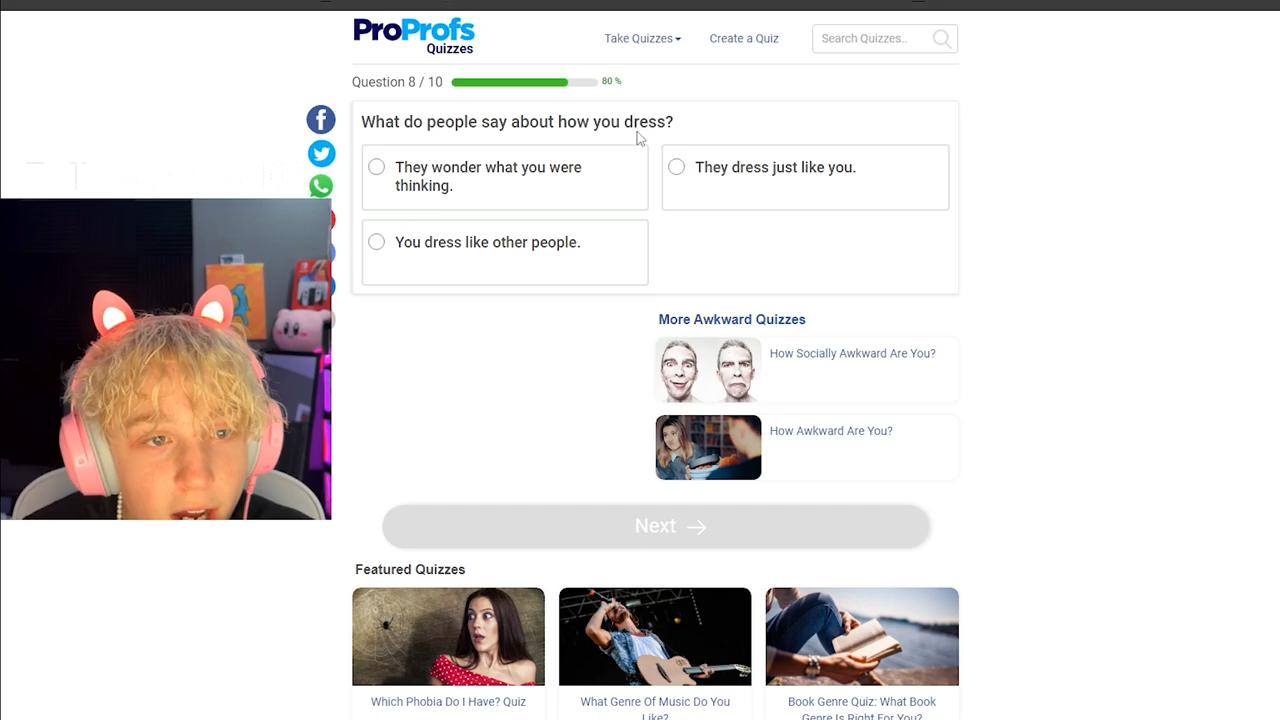 ProProfs
Quizzes
Take Quizzes
Create a Quiz
Search Quizzes..
Question 8 / 10
80 %
What do people say about how you dress?
They wonder what you were
thinking.
They dress just like you.
You dress like other people.
More Awkward Quizzes
How Socially Awkward Are You?
How Awkward Are You?
Next
Featured Quizzes
Which Phobia Do I Have? Quiz
What Genre Of Music Do You
Like?
Book Genre Quiz: What Book
Genre Is Right For You?